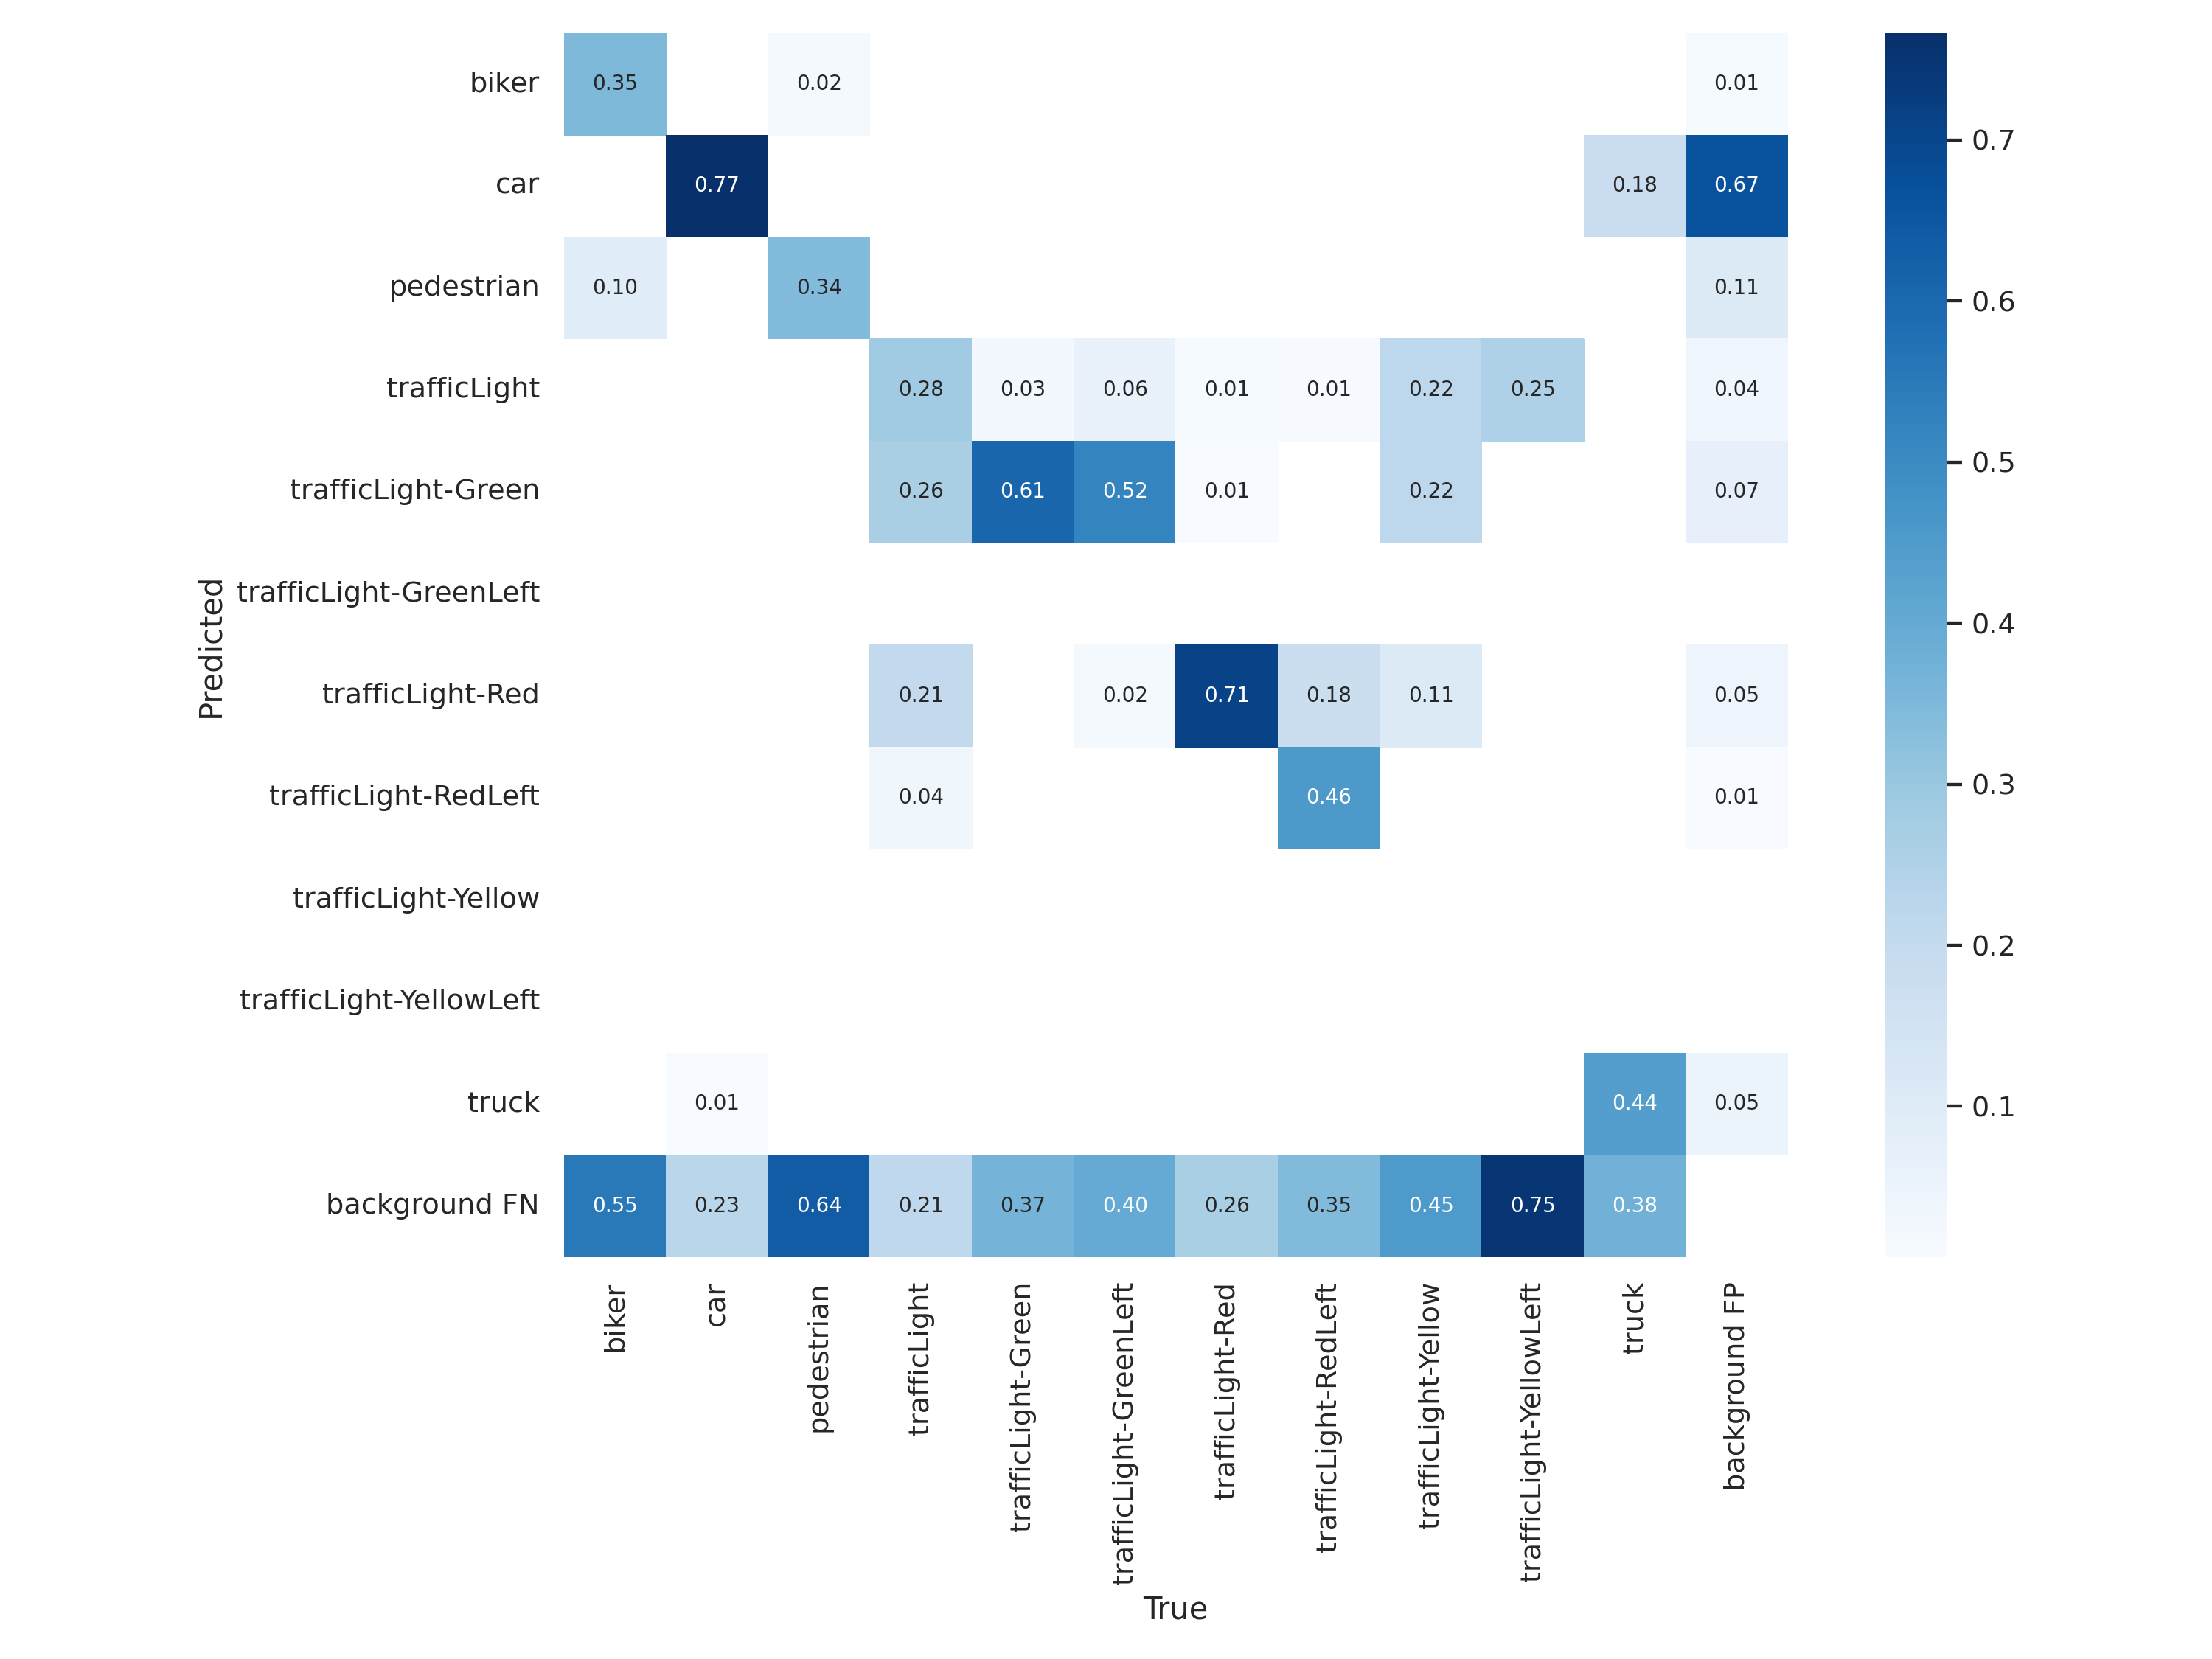 biker 0.35 0.02 0.01
0.7
car 0.77 0.18 0.67
pedestrian 0.10 0.34 0.11
0.6
trafficLight 0.28 0.03 0.06 0.01 0.01 0.22 0.25 0.04
0.5
trafficLight-Green 0.26 0.61 0.52 0.01 0.22 0.07
trafficLight-GreenLeft
0.4
Predicted
trafficLight-Red 0.21 0.02 0.71 0.18 0.11 0.05
0.3
trafficLight-RedLeft 0.04 0.46 0.01
trafficLight-Yellow
0.2
trafficLight-YellowLeft
truck 0.01 0.44 0.05
0.1
background FN 0.55 0.23 0.64 0.21 0.37 0.40 0.26 0.35 0.45 0.75 0.38
biker
car
pedestrian
trafficLight
trafficLight-Green
trafficLight-GreenLeft
trafficLight-Red
trafficLight-RedLeft
trafficLight-Yellow
trafficLight-YellowLeft
truck
background FP
True